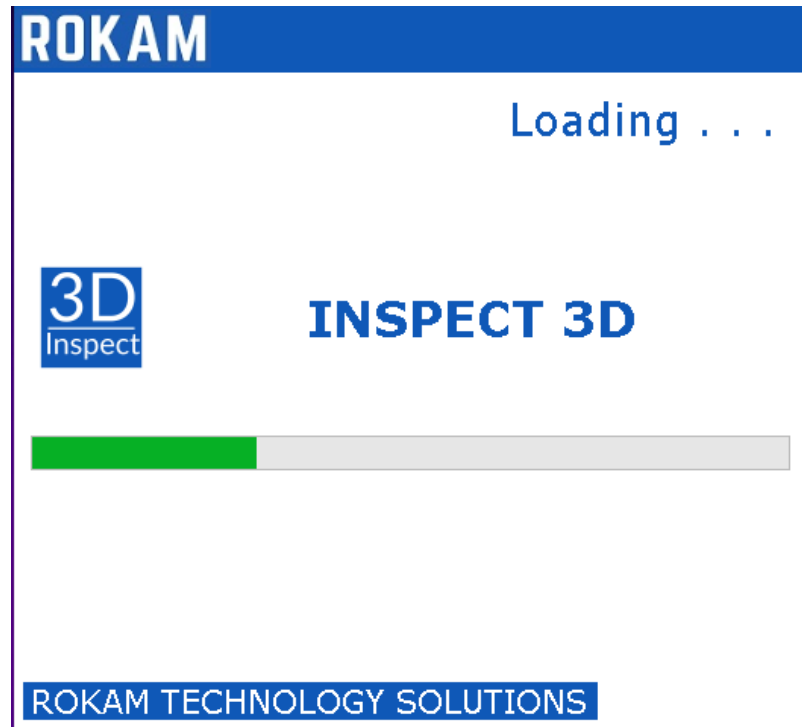 ROKAM
Loading . . .
3D
Inspect
INSPECT 3D
ROKAM TECHNOLOGY SOLUTIONS